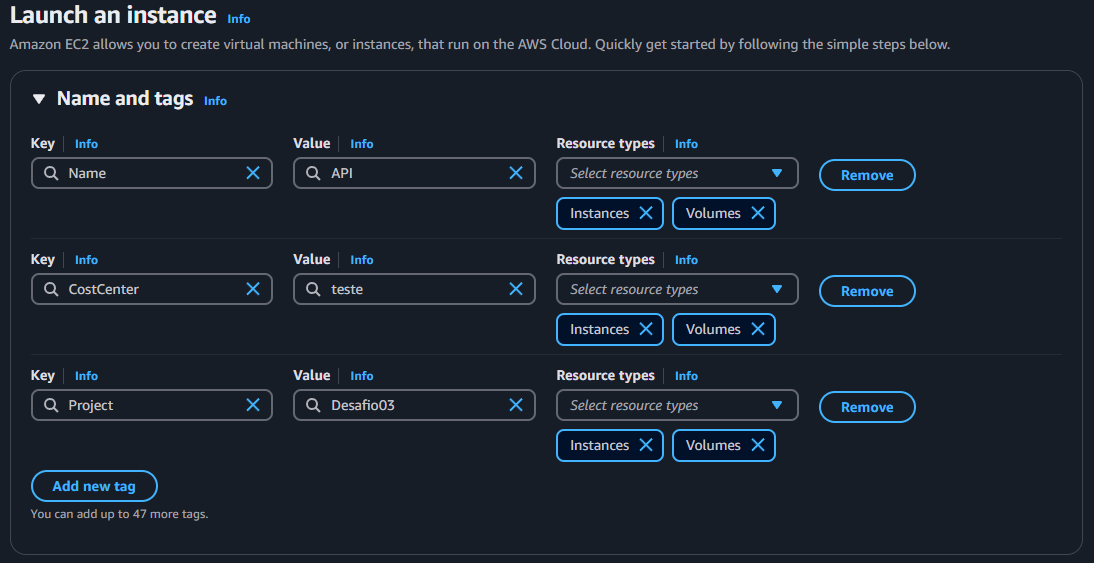 Launch an instance Info
Amazon EC2 allows you to create virtual machines, or instances, that run on the AWS Cloud. Quickly get started by following the simple steps below.
Name and tags Info
Key Info Value Info Resource types Info
Name API Select resource types Remove
Instances Volumes
Key Info Value Info Resource types Info
CostCenter teste Select resource types Remove
Instances Volumes
Key Info Value Info Resource types Info
Project Desafio03 Select resource types Remove
Instances Volumes
Add new tag
You can add up to 47 more tags.